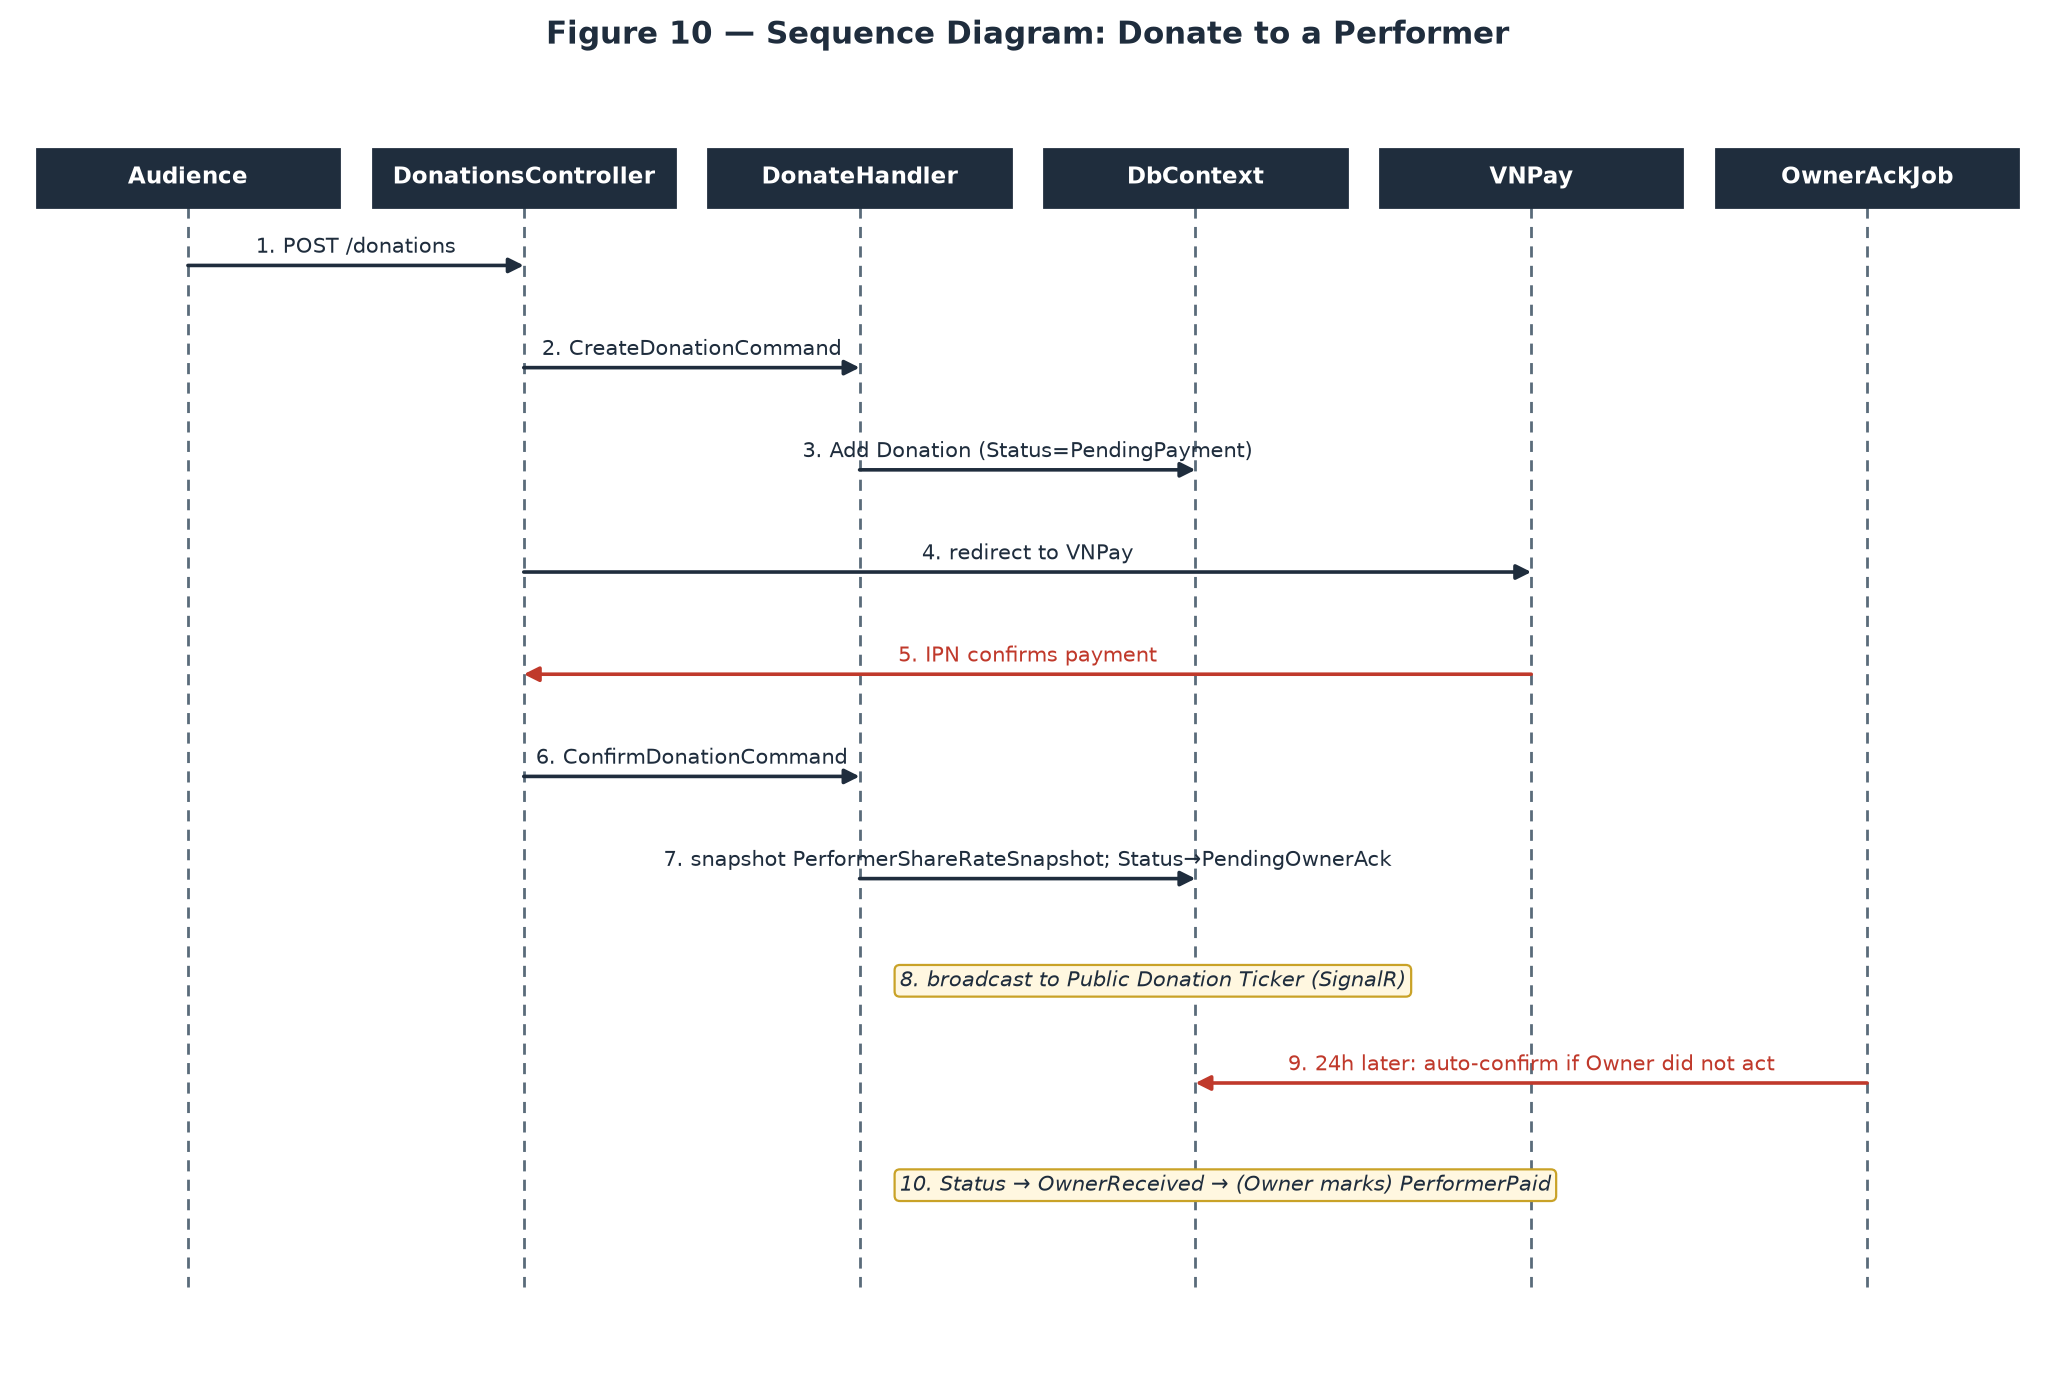 Figure 10 — Sequence Diagram: Donate to a Performer
Audience
DonationsController
DonateHandler
DbContext
VNPay
OwnerAckJob
1. POST /donations
2. CreateDonationCommand
3. Add Donation (Status=PendingPayment)
4. redirect to VNPay
5. IPN confirms payment
6. ConfirmDonationCommand
7. snapshot PerformerShareRateSnapshot; Status→PendingOwnerAck
8. broadcast to Public Donation Ticker (SignalR)
9. 24h later: auto-confirm if Owner did not act
10. Status → OwnerReceived → (Owner marks) PerformerPaid